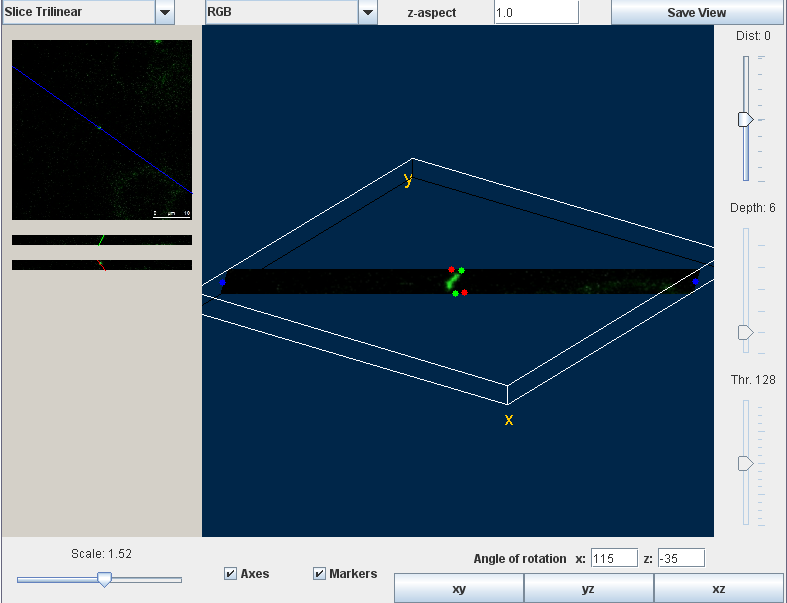 Slice Trilinear RGB z-aspect 1.0 Save View
Dist: 0
y
Depth: 6
Thr. 128
x
Scale: 1.52
Axes Markers Angle of rotation x: 115 z: -35
xy yz xz